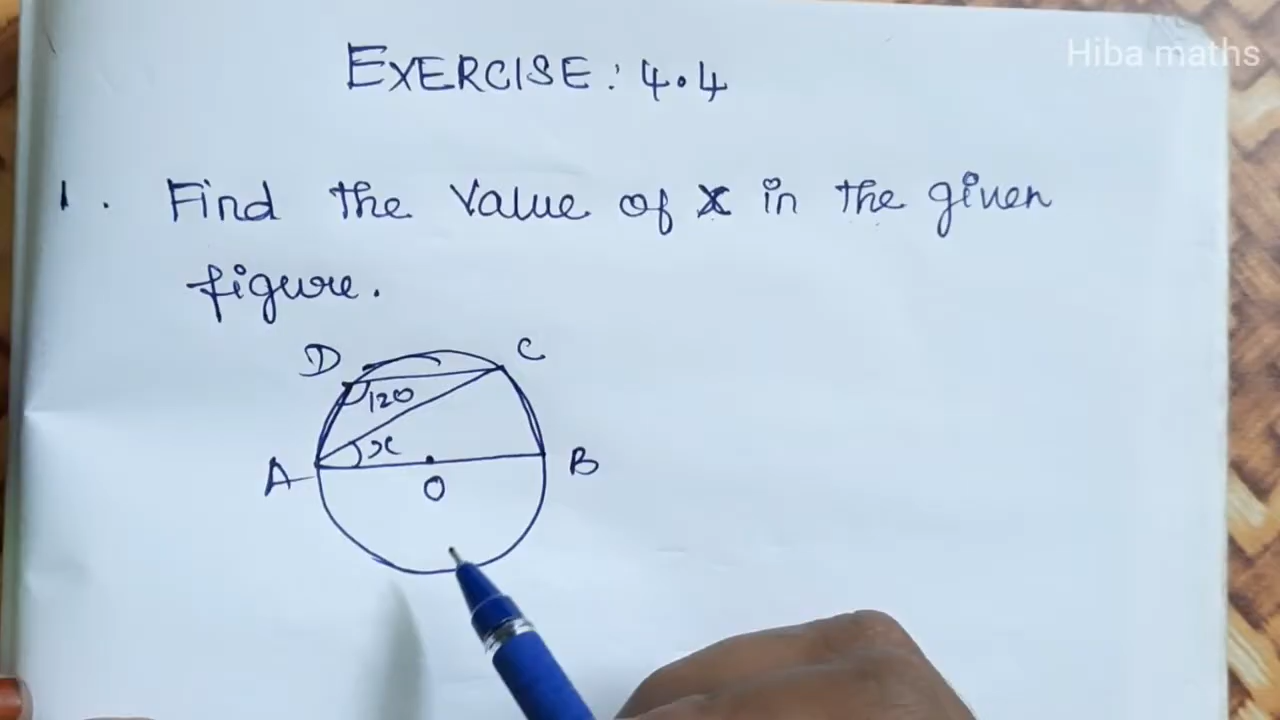 Hiba maths
EXERCISE: 4.4
1. Find the value of x in the given
figure.
D C
120
x
A B
O